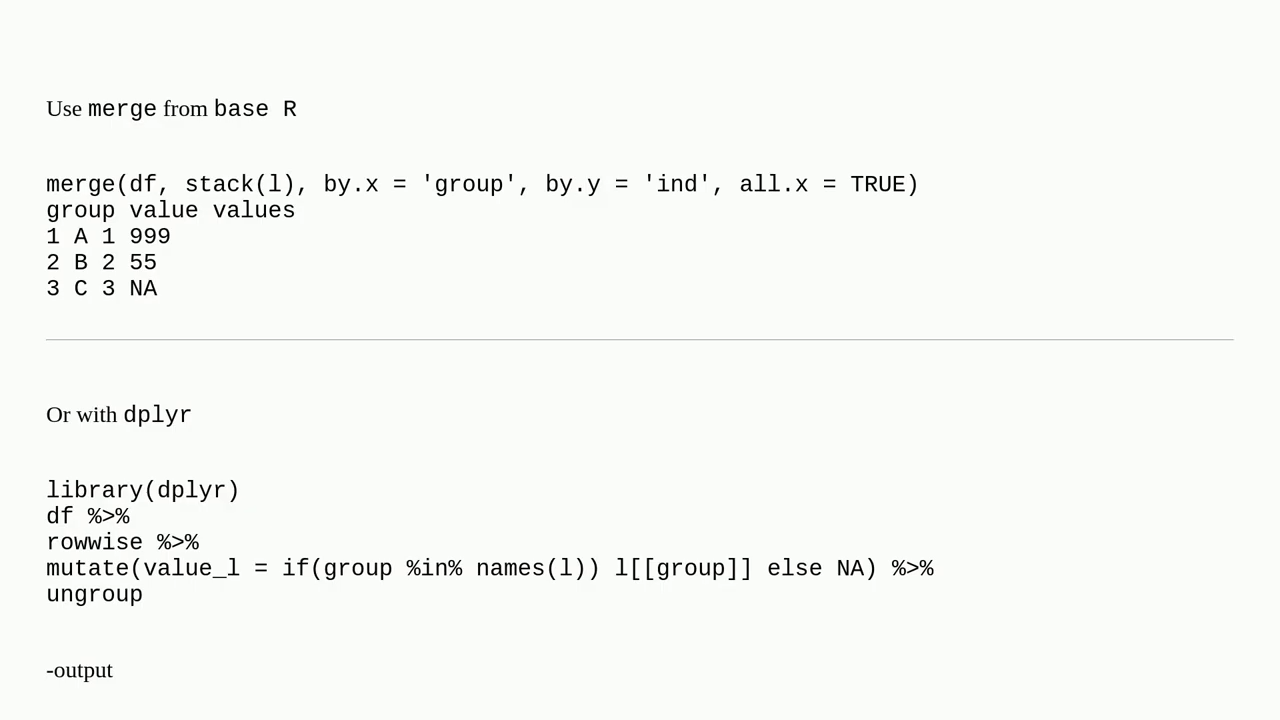 Use merge from base R
merge(df, stack(l), by.x = 'group', by.y = 'ind', all.x = TRUE)
group value values
1 A 1 999
2 B 2 55
3 C 3 NA
Or with dplyr
library(dplyr)
df %>%
rowwise %>%
mutate(value_l = if(group %in% names(l)) l[[group]] else NA) %>%
ungroup
-output